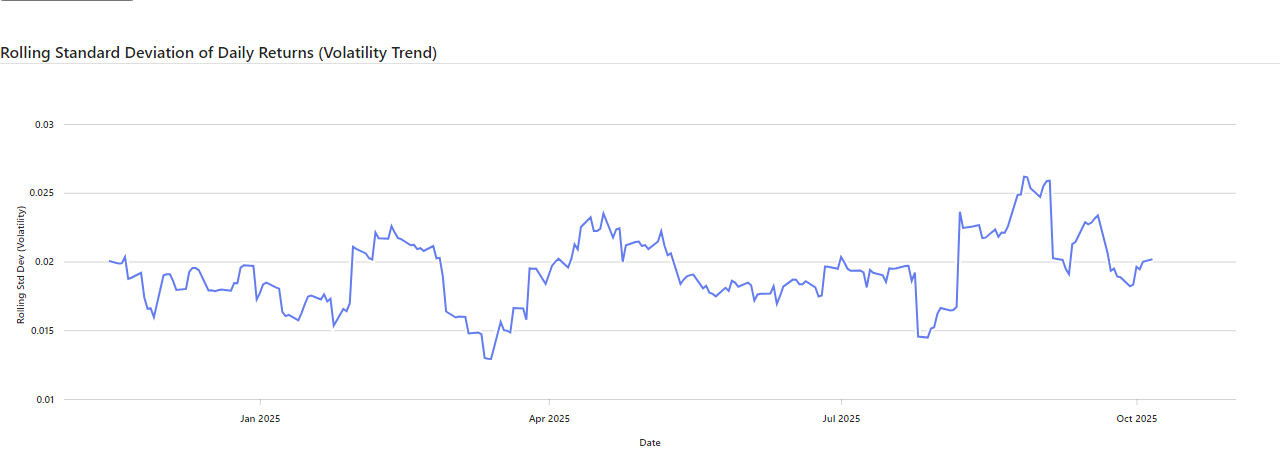 Rolling Standard Deviation of Daily Returns (Volatility Trend)
0.03
0.025
0.02
0.015
0.01
Rolling Std Dev (Volatility)
Jan 2025
Apr 2025
Jul 2025
Oct 2025
Date